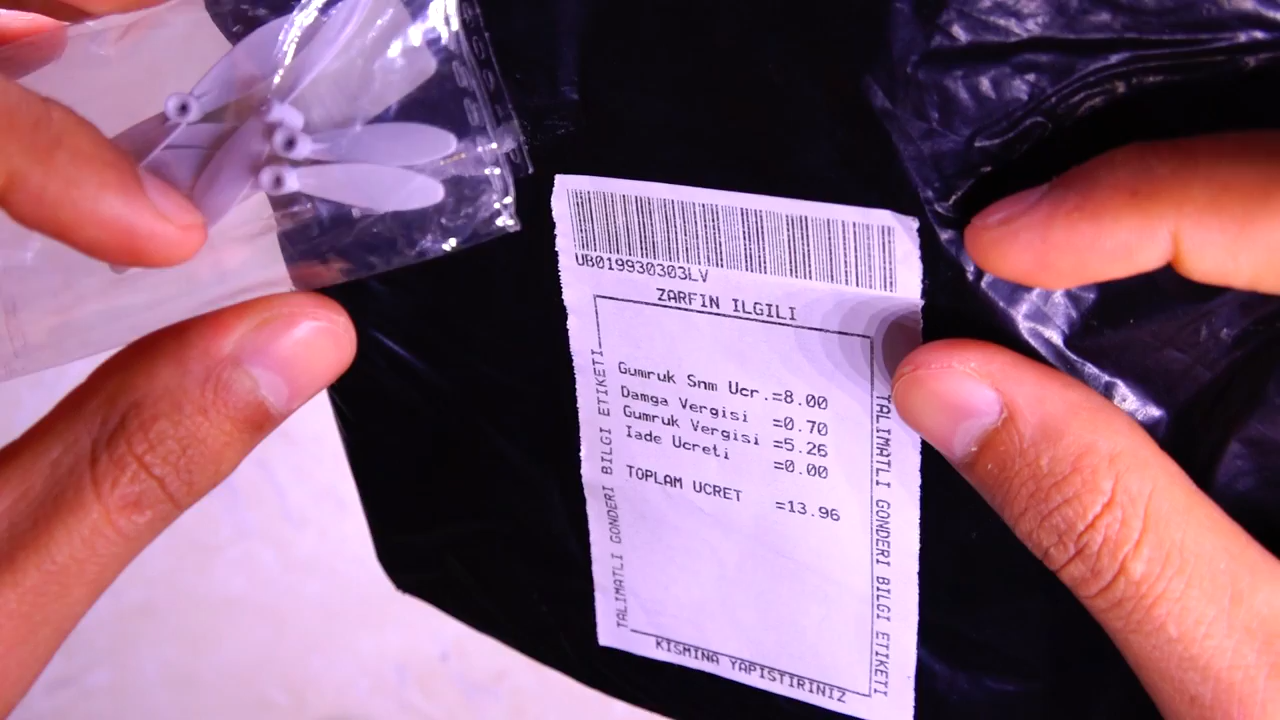 UB019930303LV
ZARFIN ILGILI
TALIMATLI GONDERI BILGI ETIKETI
Gumruk Snm Ucr.=8.00
Damga Vergisi =0.70
Gumruk Vergisi =5.26
Iade Ucreti =0.00
TOPLAM UCRET =13.96
TALIMATLI GONDERI BILGI ETIKETI
KISMINA YAPISTIRINIZ